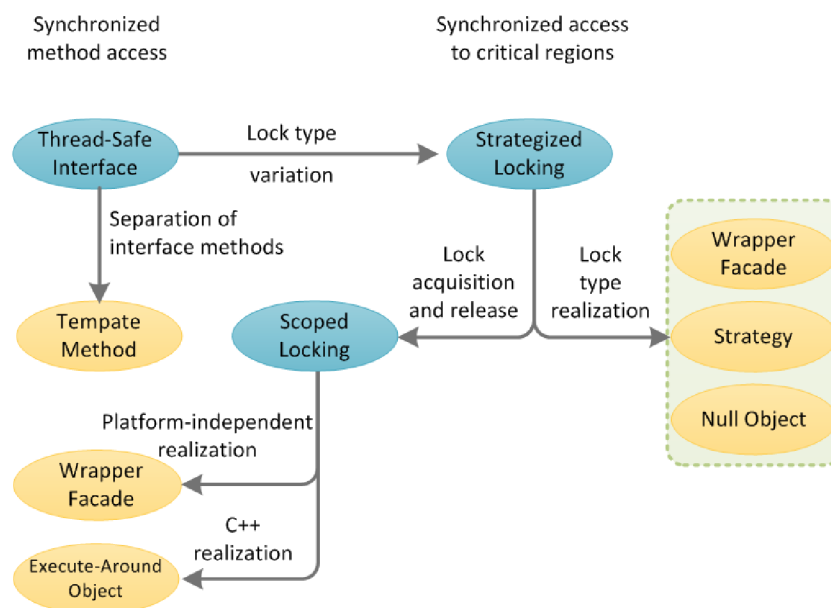 Synchronized
method access
Synchronized access
to critical regions
Thread-Safe
Interface
Lock type
variation
Strategized
Locking
Separation of
interface methods
Wrapper
Facade
Lock
acquisition
and release
Lock
type
realization
Tempate
Method
Scoped
Locking
Strategy
Null Object
Platform-independent
realization
Wrapper
Facade
C++
realization
Execute-Around
Object